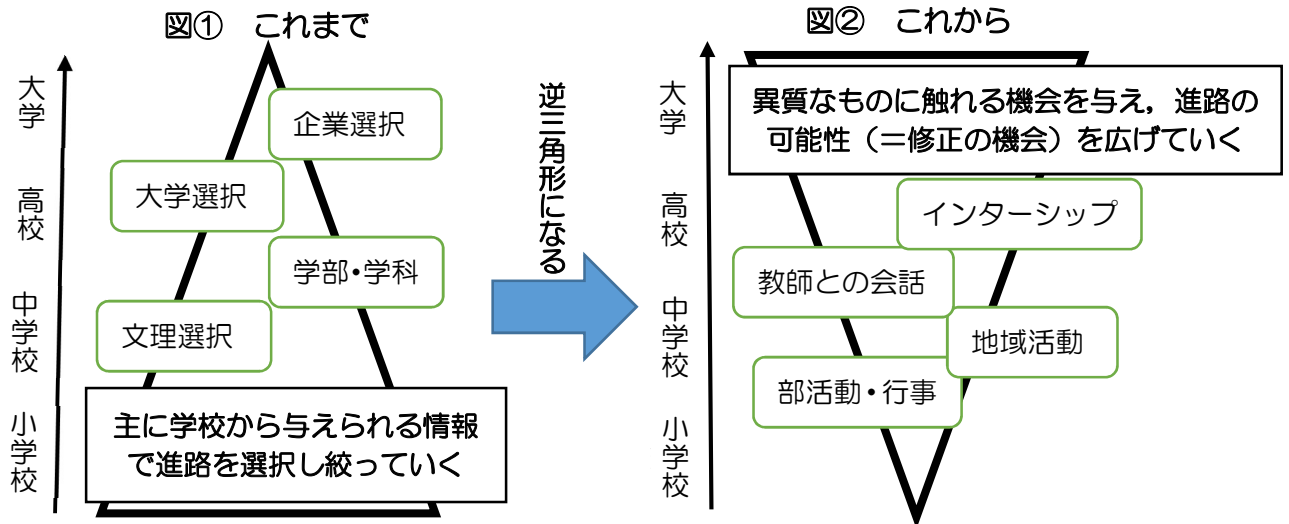 図①　これまで
大学
高校
中学校
小学校
企業選択
大学選択
学部・学科
文理選択
主に学校から与えられる情報
で進路を選択し絞っていく
逆三角形になる
図②　これから
大学
高校
中学校
小学校
異質なものに触れる機会を与え，進路の
可能性（＝修正の機会）を広げていく
インターシップ
教師との会話
地域活動
部活動・行事